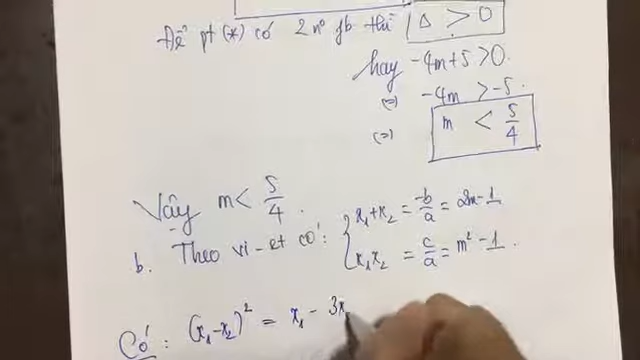 Để pt (*) có 2 nº pb thì Δ > 0
hay -4m+5 >0.
(=) -4m > -5.
(=) m < 5/4
Vậy m < 5/4.
b. Theo vi-et có: { x₁+x₂ = -b/a = 2m-1
x₁x₂ = c/a = m² - 1.
Có: (x₁-x₂)² = x₁ - 3x